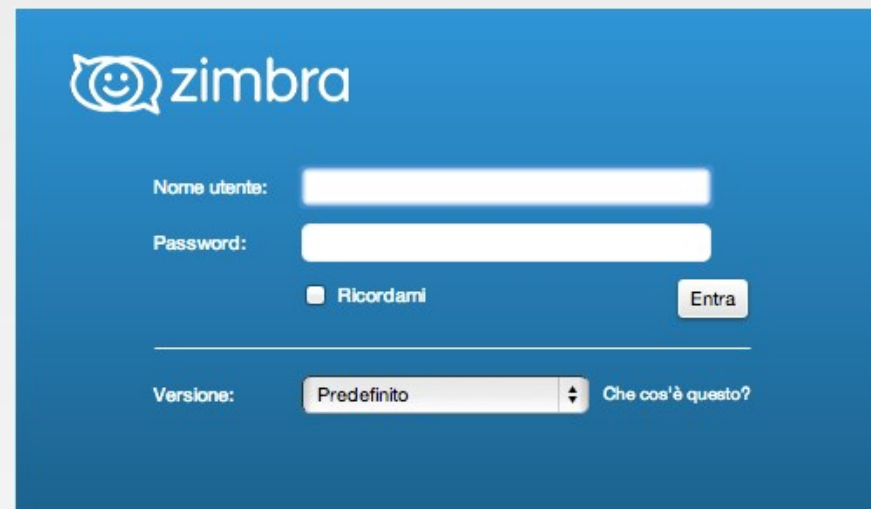 zimbra
Nome utente:
Password:
Ricordami
Entra
Versione:
Predefinito
Che cos'è questo?